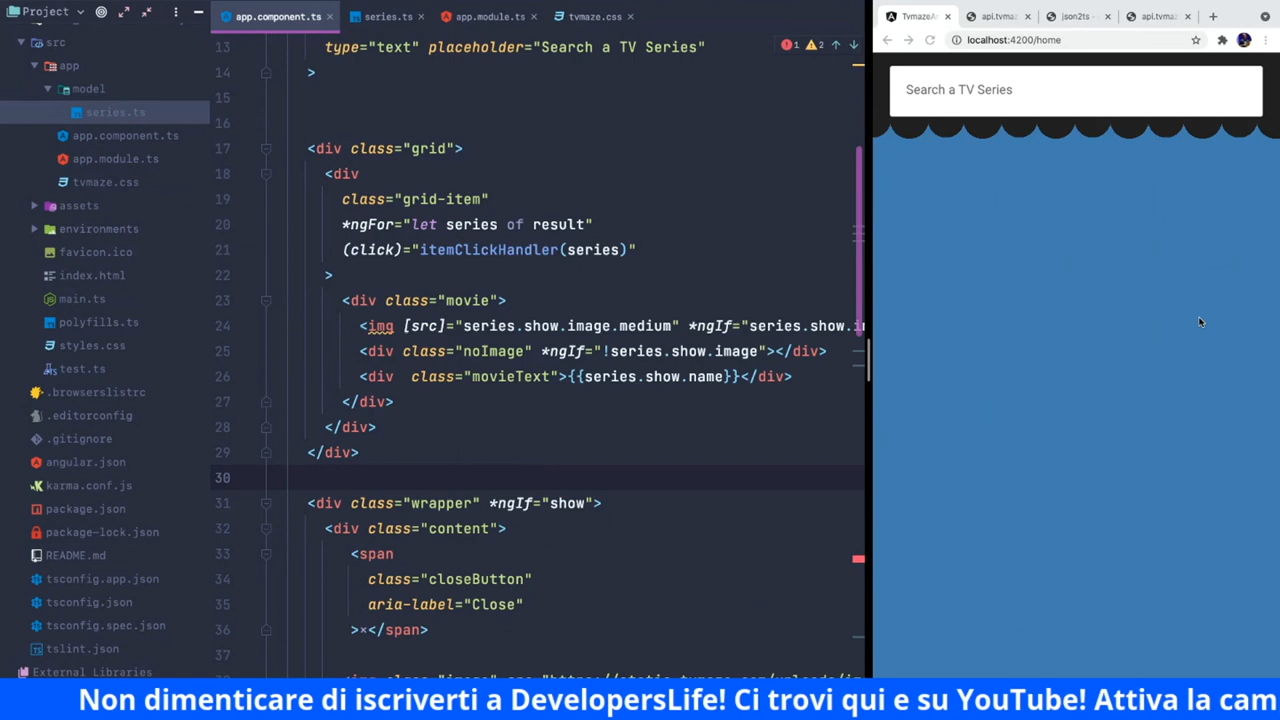 Project
app.component.ts
series.ts
app.module.ts
tvmaze.css
src
app
model
series.ts
app.component.ts
app.module.ts
tvmaze.css
assets
environments
favicon.ico
index.html
main.ts
polyfills.ts
styles.css
test.ts
.browserslistrc
.editorconfig
.gitignore
angular.json
karma.conf.js
package.json
package-lock.json
README.md
tsconfig.app.json
tsconfig.json
tsconfig.spec.json
tslint.json
External Libraries
1 2
13 type="text" placeholder="Search a TV Series"
14 >
15
16
17 <div class="grid">
18 <div
19 class="grid-item"
20 *ngFor="let series of result"
21 (click)="itemClickHandler(series)"
22 >
23 <div class="movie">
24 <img [src]="series.show.image.medium" *ngIf="series.show.i
25 <div class="noImage" *ngIf="!series.show.image"></div>
26 <div  class="movieText">{{series.show.name}}</div>
27 </div>
28 </div>
29 </div>
30
31 <div class="wrapper" *ngIf="show">
32 <div class="content">
33 <span
34 class="closeButton"
35 aria-label="Close"
36 >×</span>
37
TvmazeAn
api.tvmaz
json2ts -
api.tvmaz
localhost:4200/home
Search a TV Series
Non dimenticare di iscriverti a DevelopersLife! Ci trovi qui e su YouTube! Attiva la cam